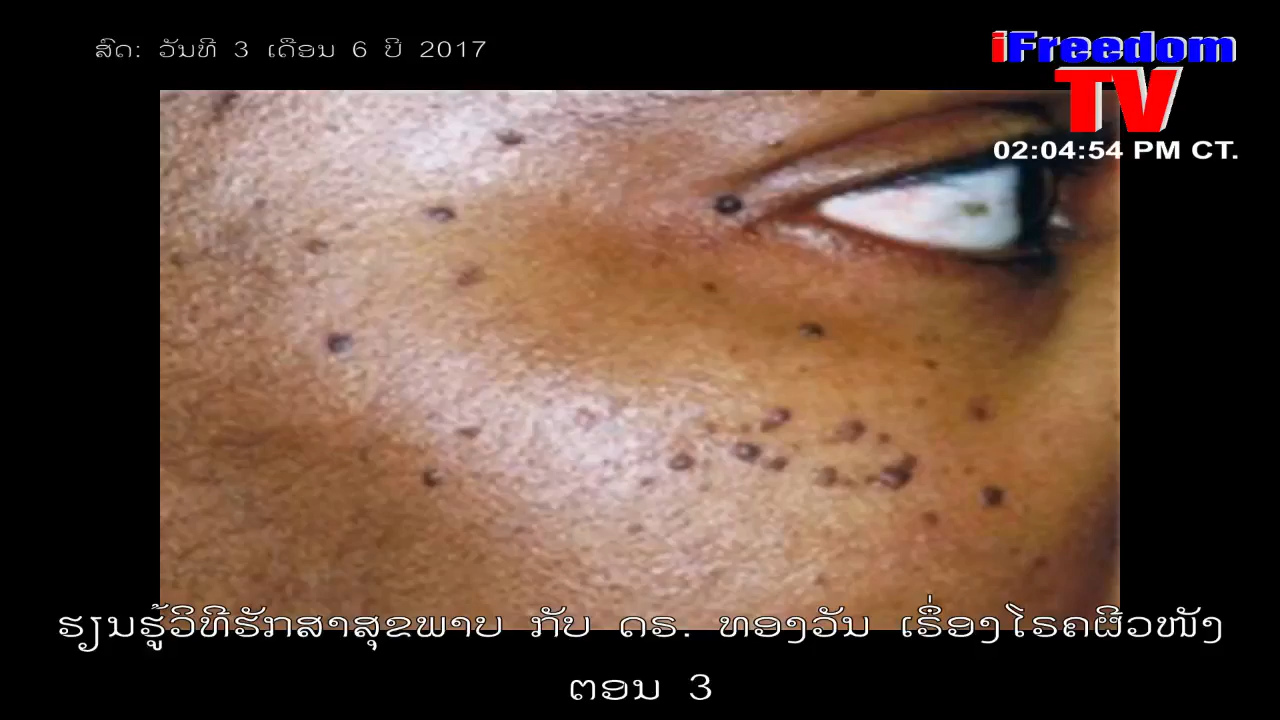 ສົດ: ວັນທີ 3 ເດືອນ 6 ປີ 2017
iFreedom
TV
02:04:54 PM CT.
ຮຽນຮູ້ວິທີຮັກສາສຸຂພາບ ກັບ ດຣ. ທອງວັນ ເຣຶ່ອງໂຣຄຜີວໜັງ
ຕອນ 3